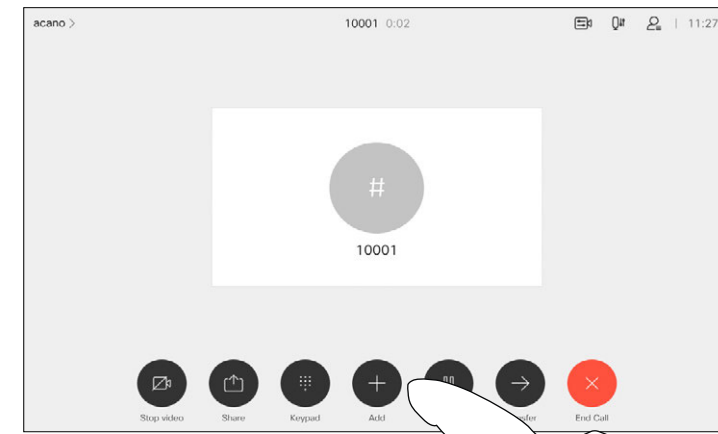 acano >
10001 0:02
11:27
#
10001
Stop video
Share
Keypad
Add
End Call